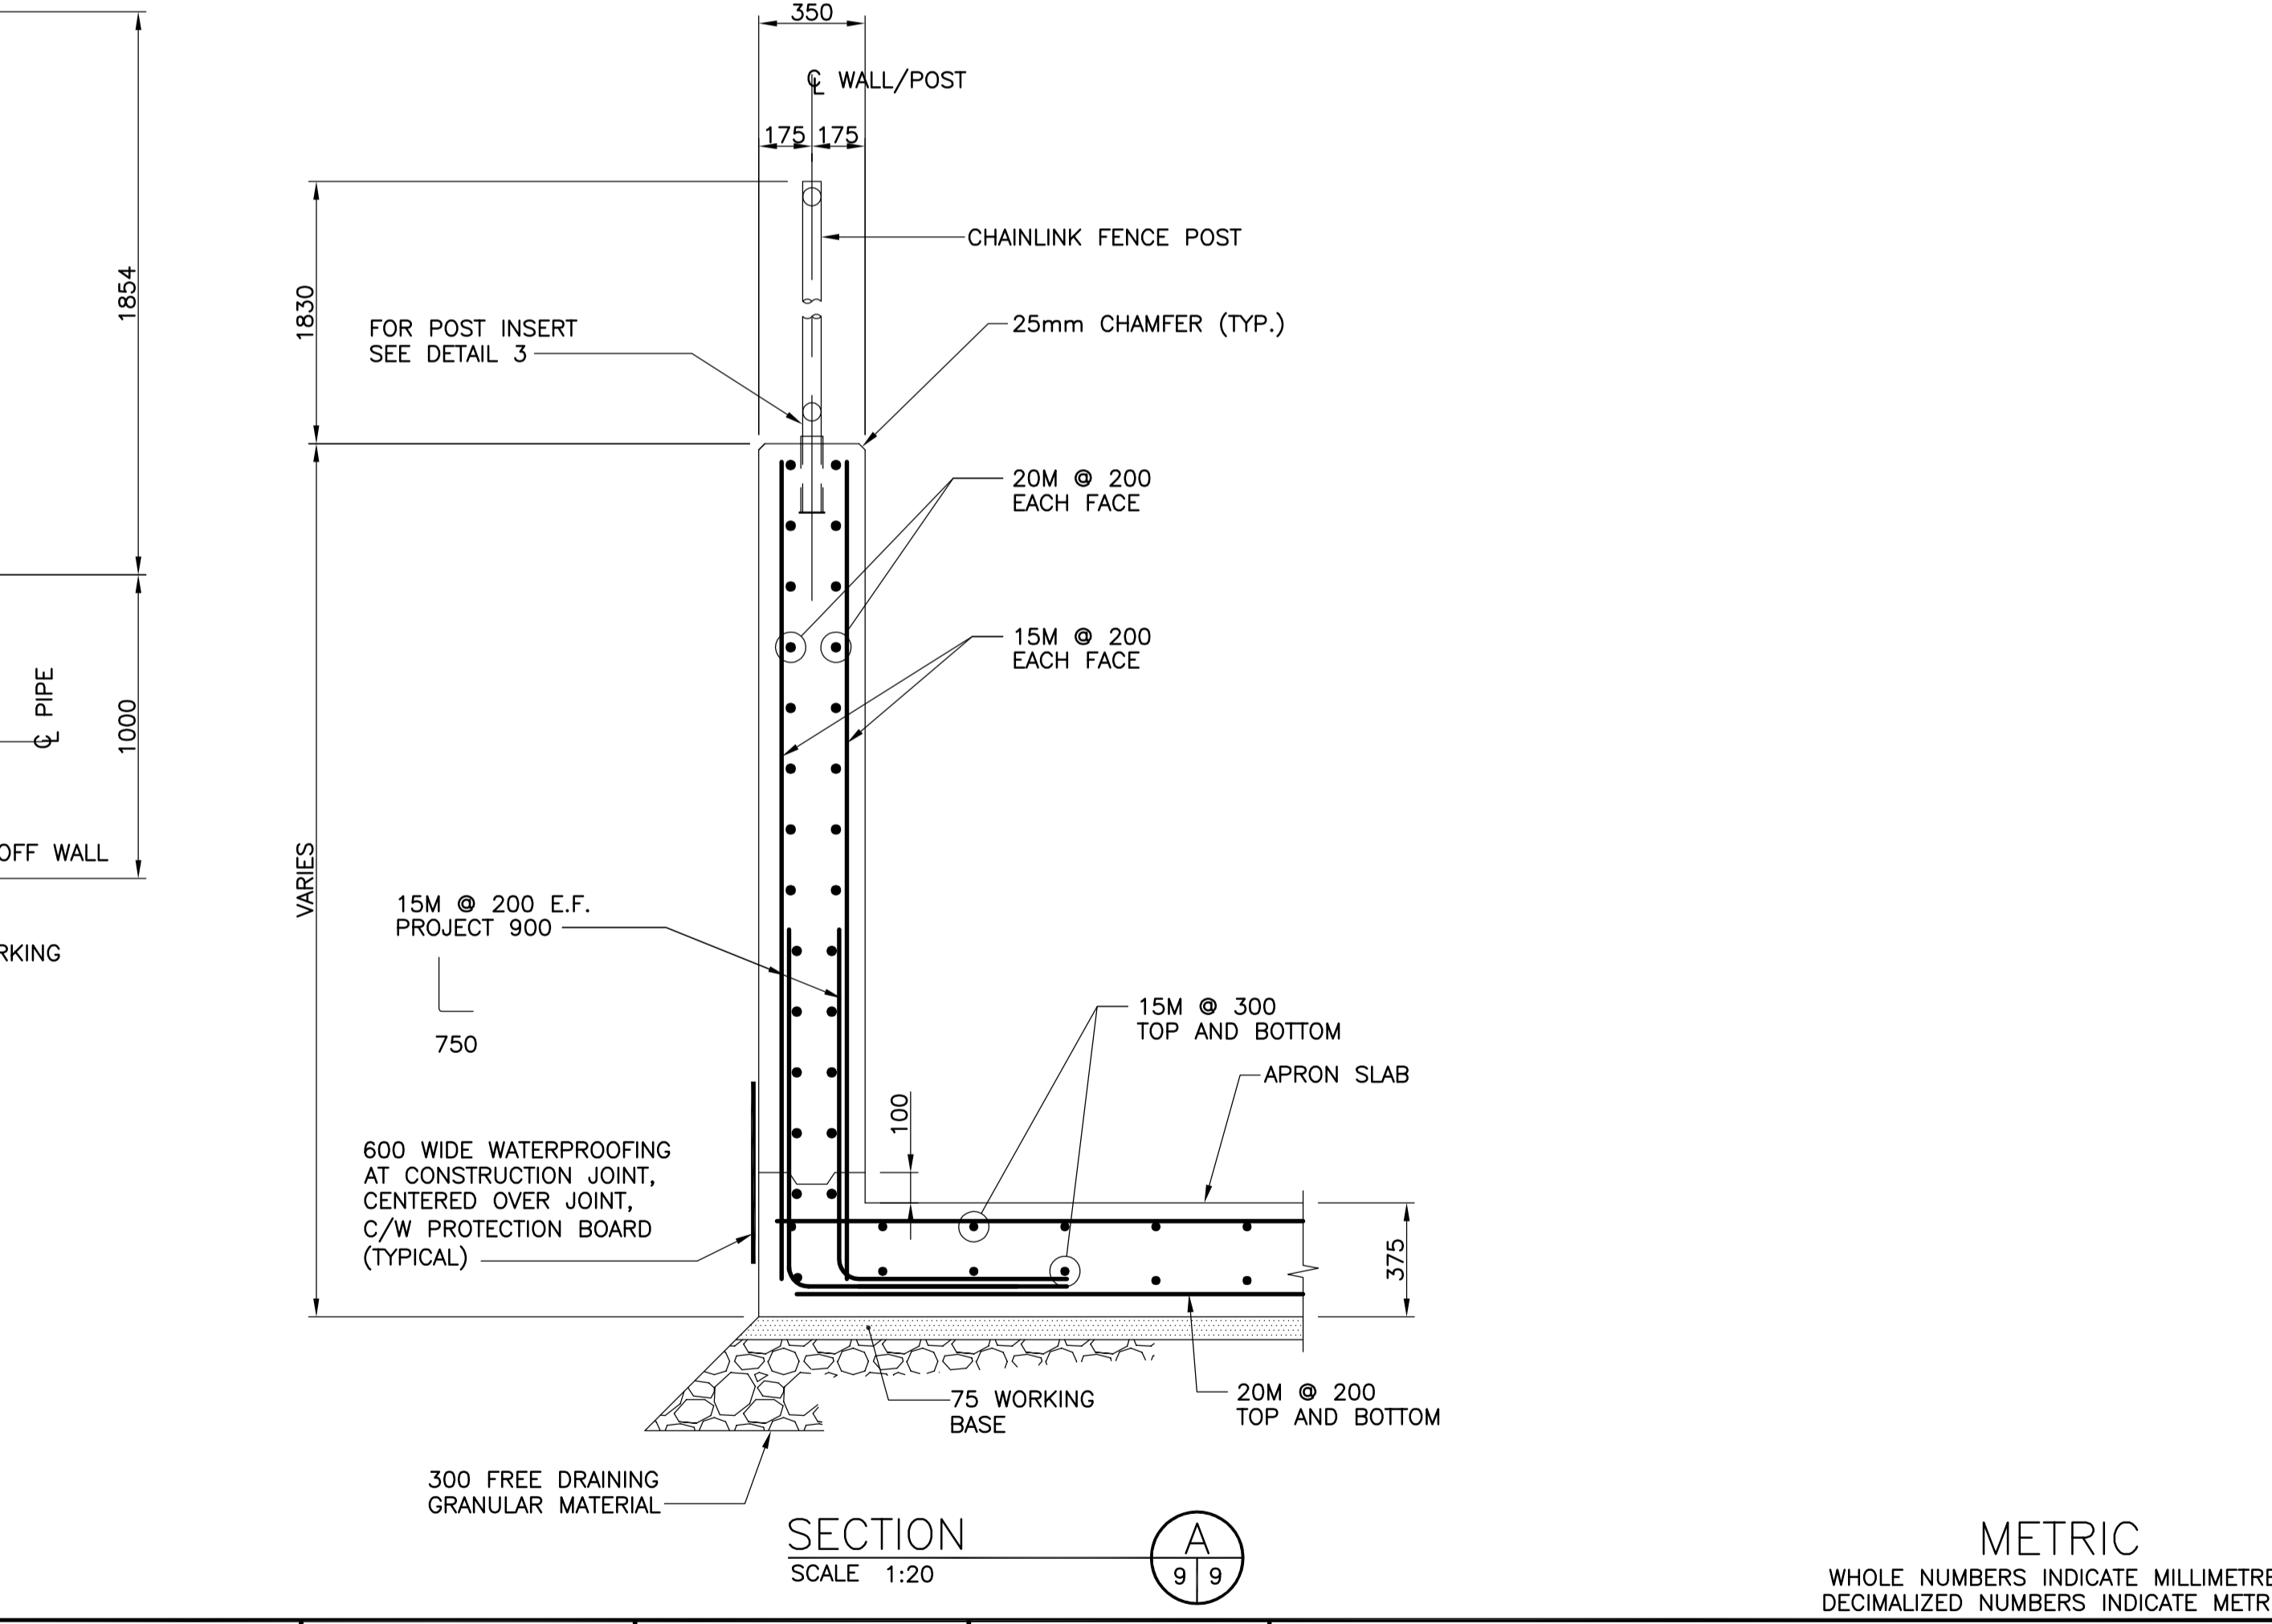 350
℄ WALL/POST
175 175
1854
1830
CHAINLINK FENCE POST
FOR POST INSERT
SEE DETAIL 3
25mm CHAMFER (TYP.)
20M @ 200
EACH FACE
15M @ 200
EACH FACE
℄ PIPE
1000
OFF WALL
VARIES
15M @ 200 E.F.
PROJECT 900
750
RKING
15M @ 300
TOP AND BOTTOM
APRON SLAB
100
600 WIDE WATERPROOFING
AT CONSTRUCTION JOINT,
CENTERED OVER JOINT,
C/W PROTECTION BOARD
(TYPICAL)
375
75 WORKING
BASE
20M @ 200
TOP AND BOTTOM
300 FREE DRAINING
GRANULAR MATERIAL
SECTION
SCALE 1:20
A
9 9
METRIC
WHOLE NUMBERS INDICATE MILLIMETRE
DECIMALIZED NUMBERS INDICATE METR